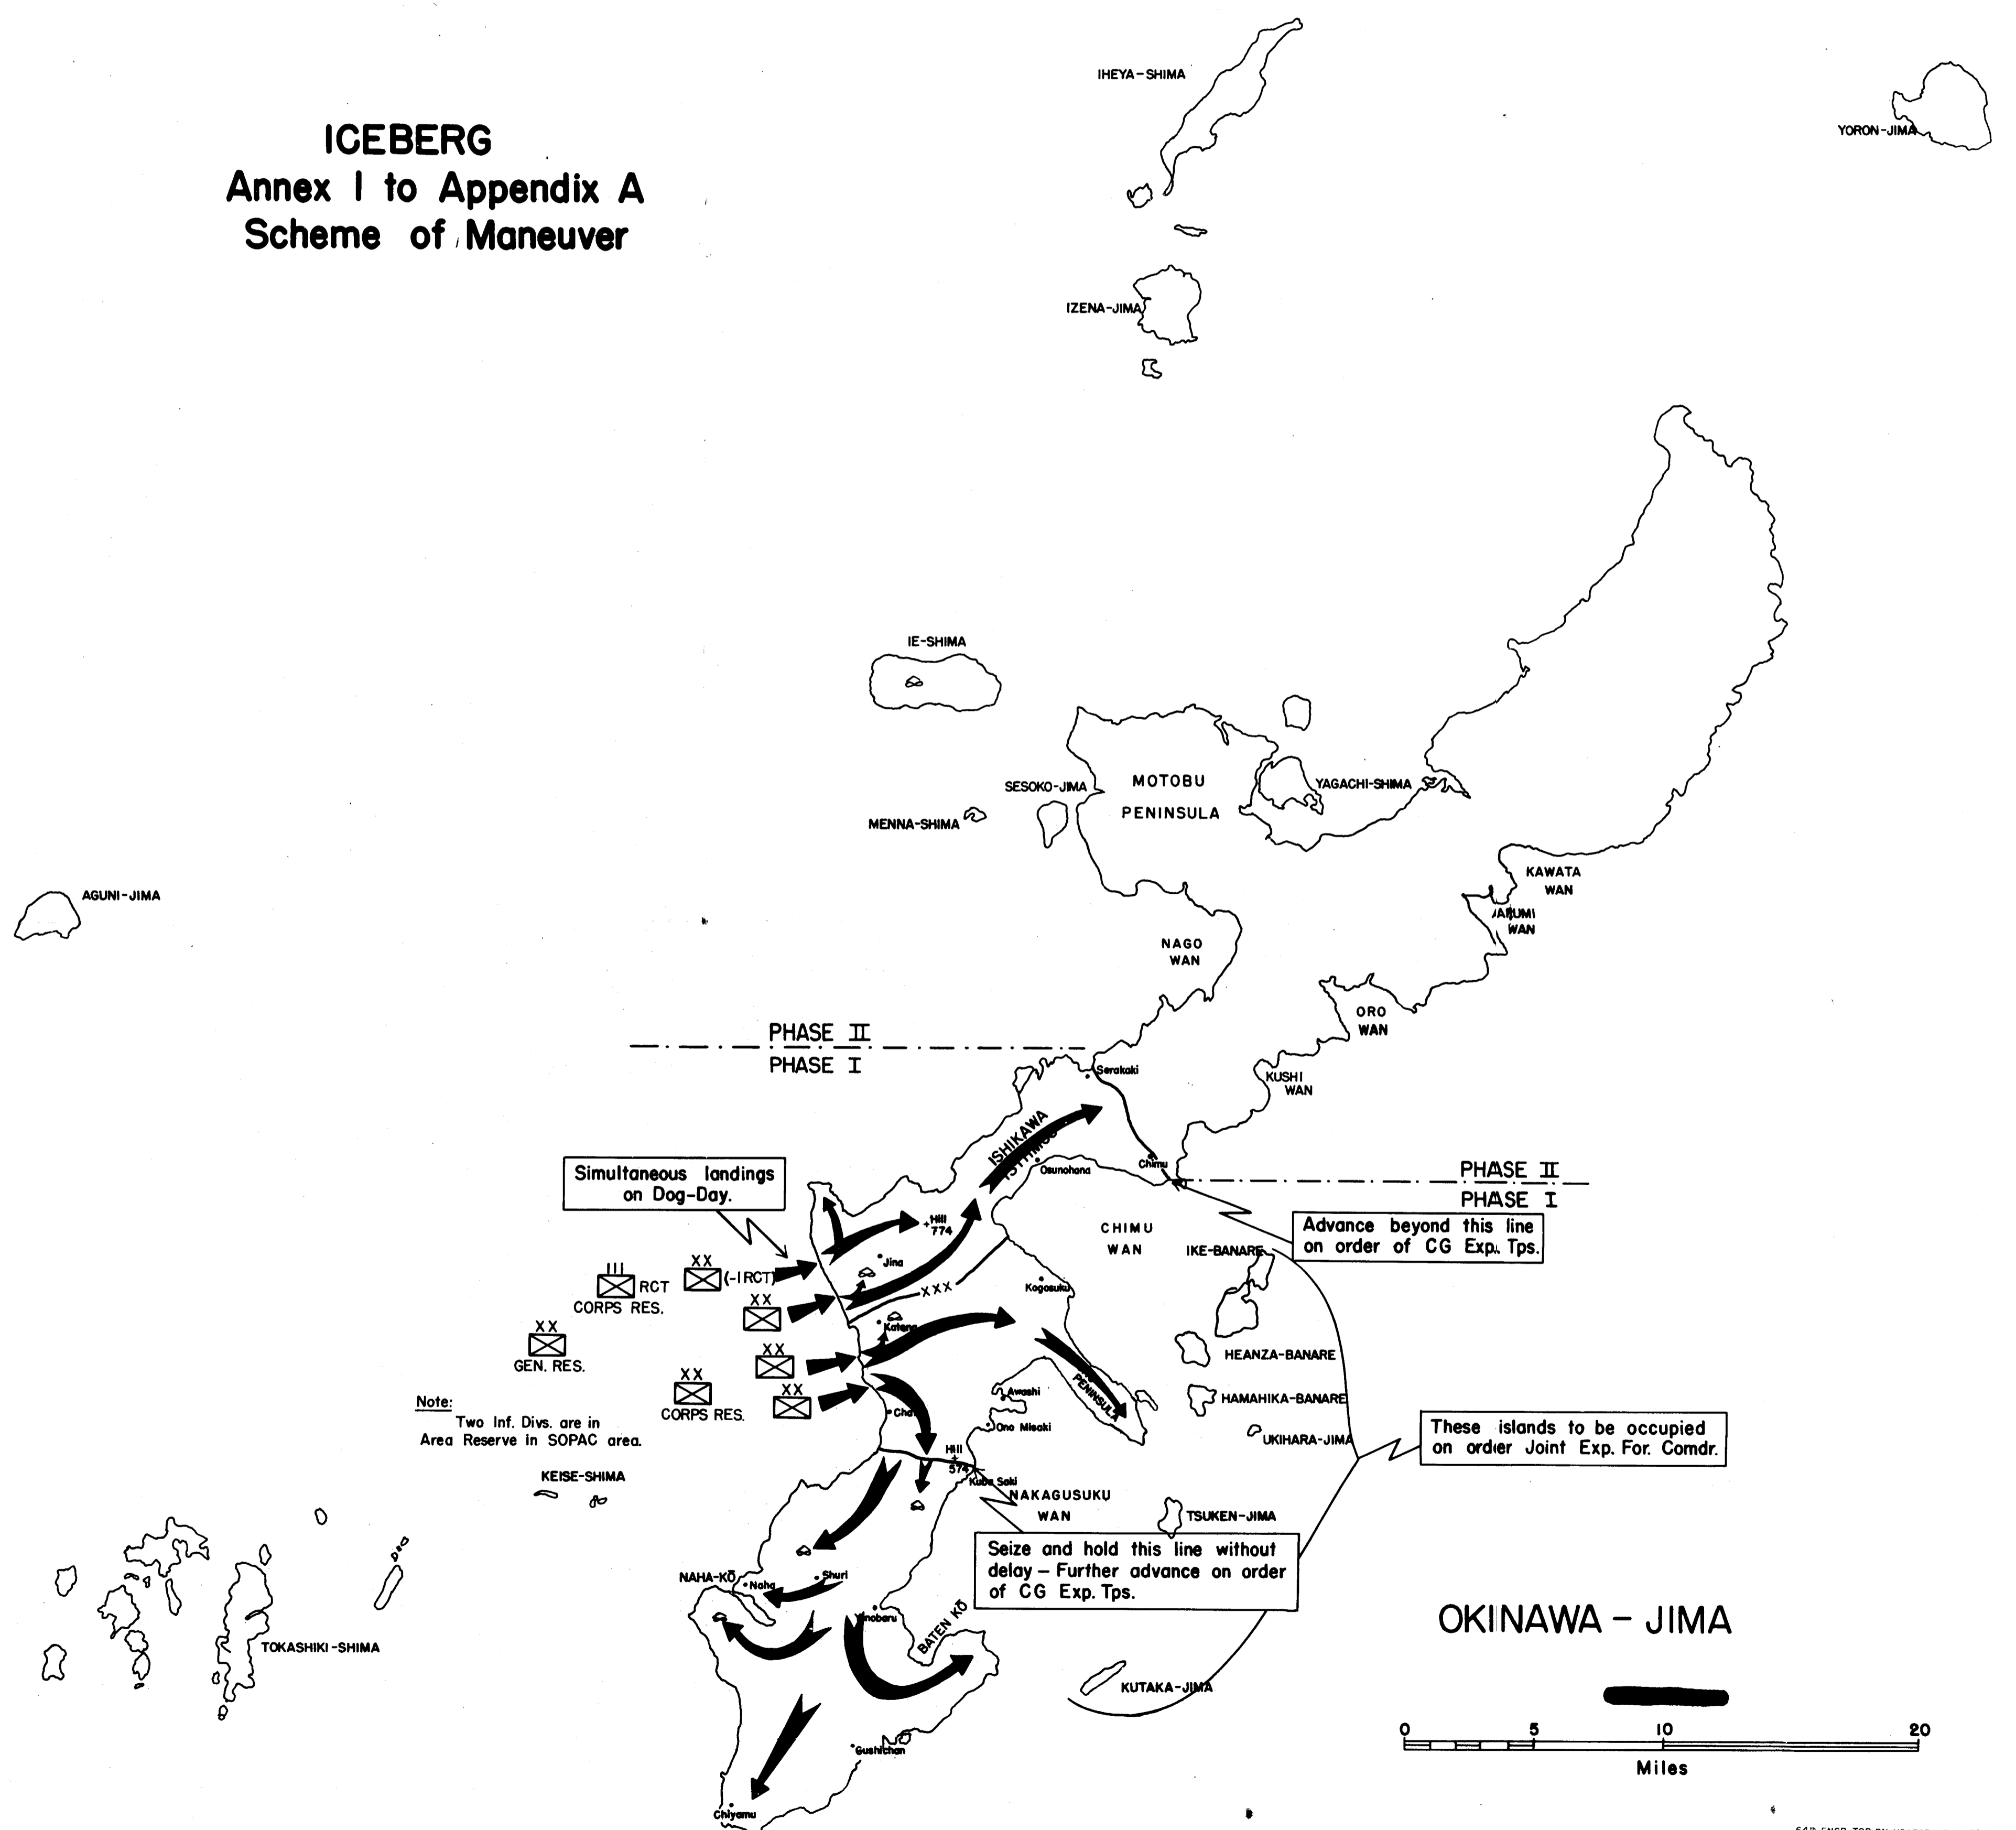 ICEBERG
Annex 1 to Appendix A
Scheme of Maneuver
IHEYA-SHIMA
YORON-JIMA
IZENA-JIMA
IE-SHIMA
SESOKO-JIMA
MOTOBU
PENINSULA
YAGACHI-SHIMA
MENNA-SHIMA
KAWATA
WAN
AGUNI-JIMA
WAN
NAGO
WAN
ORO
WAN
PHASE II
PHASE I
Serakaki
KUSHI
WAN
ISHIKAWA
Simultaneous landings
on Dog-Day.
Osunohana
Chimu
PHASE II
PHASE I
Hill
774
CHIMU
WAN
Advance beyond this line
on order of CG Exp. Tps.
IKE-BANARE
Jina
III
RCT
CORPS RES.
XX
(-1 RCT)
XX
XXX
Kogosuku
XX
GEN. RES.
Katena
XX
HEANZA-BANARE
XX
CORPS RES.
XX
PENINSULA
Awashi
HAMAHIKA-BANARE
Note:
Two Inf. Divs. are in
Area Reserve in SOPAC area.
Ono Misaki
UKIHARA-JIMA
These islands to be occupied
on order Joint Exp. For. Comdr.
Hill
574
KEISE-SHIMA
Kuba Saki
NAKAGUSUKU
WAN
TSUKEN-JIMA
Seize and hold this line without
delay – Further advance on order
of CG Exp. Tps.
NAHA-KŌ
Naha
Shuri
Yonobaru
BATEN KŌ
TOKASHIKI-SHIMA
KUTAKA-JIMA
OKINAWA – JIMA
Gushichan
Chiyamu
0 5 10 20
Miles